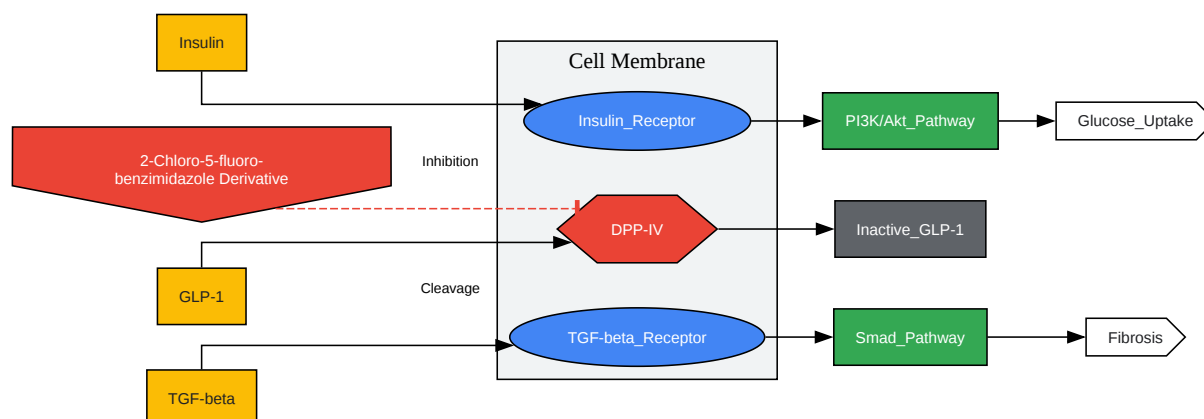 Insulin
Cell Membrane
Insulin_Receptor
PI3K/Akt_Pathway
Glucose_Uptake
2-Chloro-5-fluoro-
benzimidazole Derivative
Inhibition
DPP-IV
Inactive_GLP-1
GLP-1
Cleavage
TGF-beta_Receptor
Smad_Pathway
Fibrosis
TGF-beta